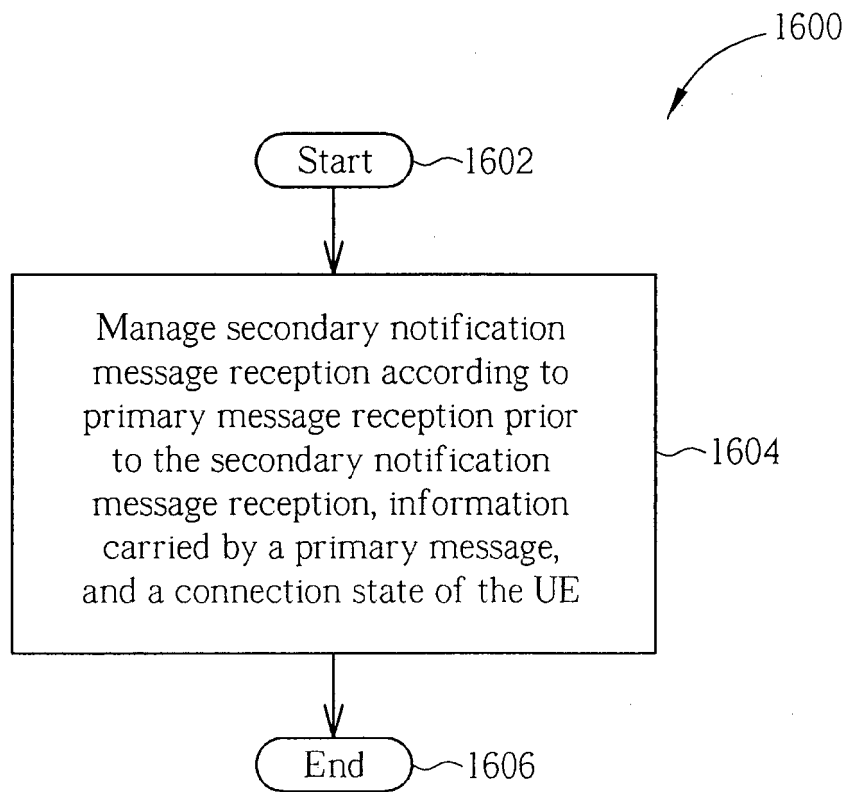 1600
Start
1602
Manage secondary notification
message reception according to
primary message reception prior
to the secondary notification
message reception, information
carried by a primary message,
and a connection state of the UE
1604
End
1606